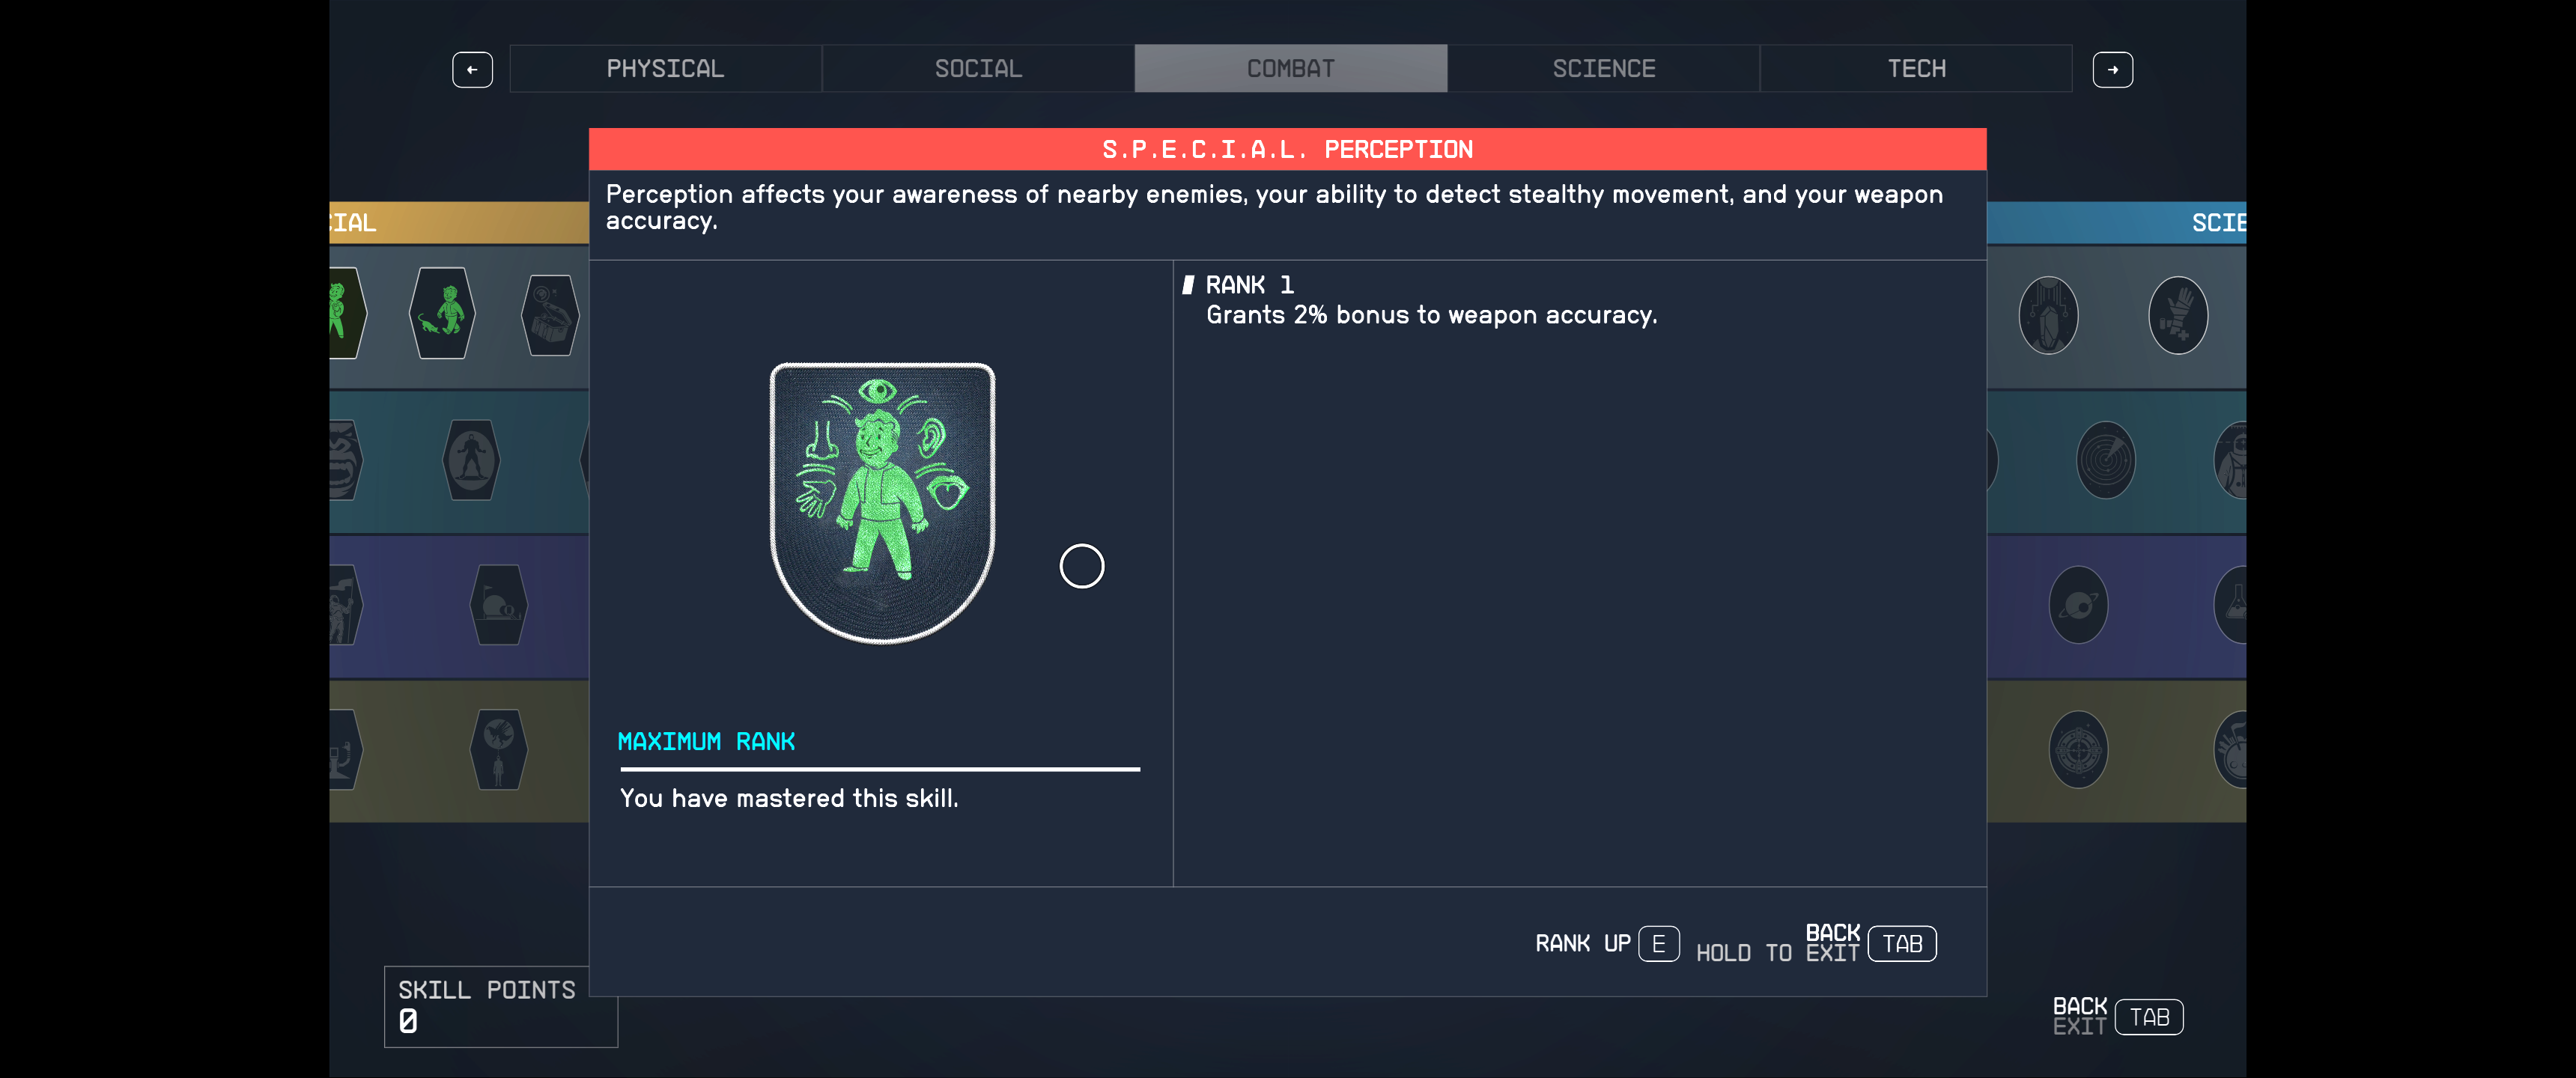 PHYSICAL
SOCIAL
COMBAT
SCIENCE
TECH
S.P.E.C.I.A.L. PERCEPTION
Perception affects your awareness of nearby enemies, your ability to detect stealthy movement, and your weapon
accuracy.
CIAL
SCIE
RANK 1
Grants 2% bonus to weapon accuracy.
MAXIMUM RANK
You have mastered this skill.
RANK UP E
HOLD TO BACK TAB
EXIT
SKILL POINTS
0
BACK TAB
EXIT